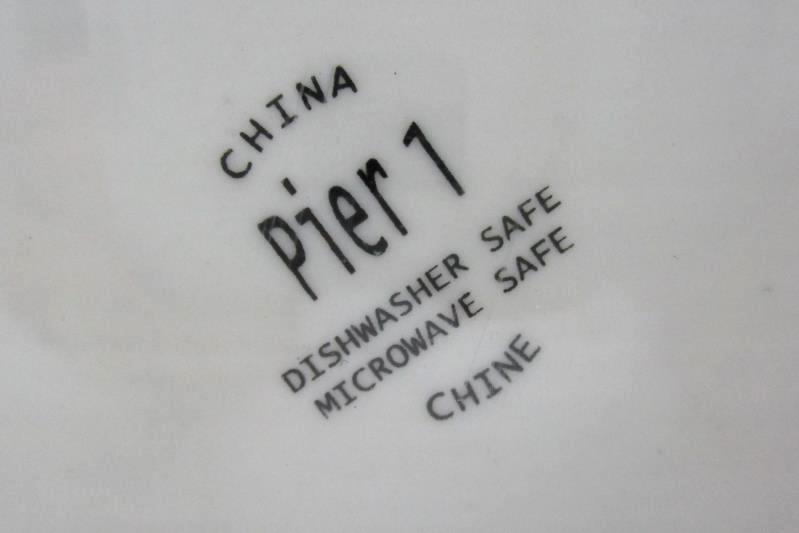 CHINA
Pier 1
DISHWASHER SAFE
MICROWAVE SAFE
CHINE